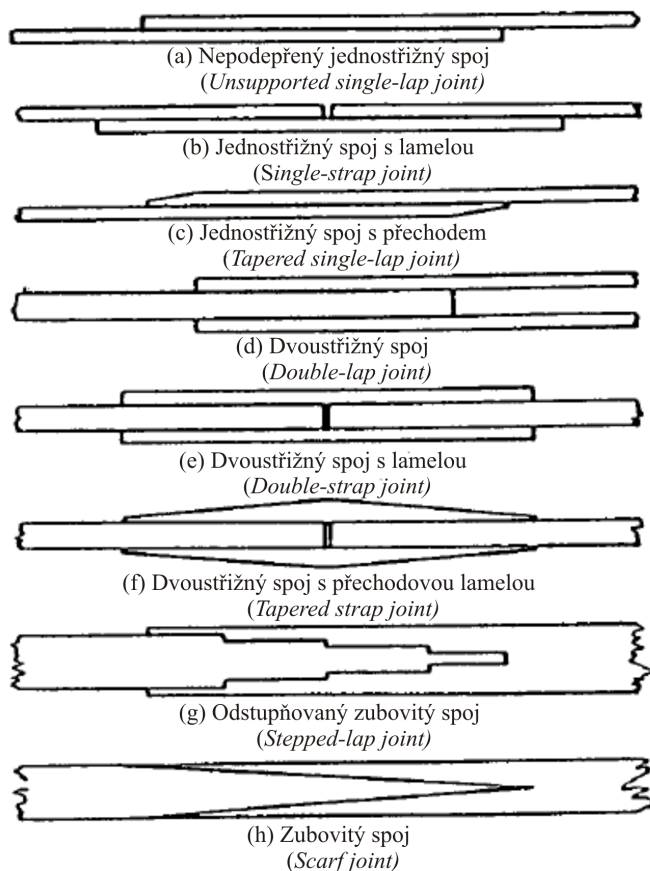 (a) Nepodepřený jednostřižný spoj
(Unsupported single-lap joint)
(b) Jednostřižný spoj s lamelou
(Single-strap joint)
(c) Jednostřižný spoj s přechodem
(Tapered single-lap joint)
(d) Dvoustřižný spoj
(Double-lap joint)
(e) Dvoustřižný spoj s lamelou
(Double-strap joint)
(f) Dvoustřižný spoj s přechodovou lamelou
(Tapered strap joint)
(g) Odstupňovaný zubovitý spoj
(Stepped-lap joint)
(h) Zubovitý spoj
(Scarf joint)